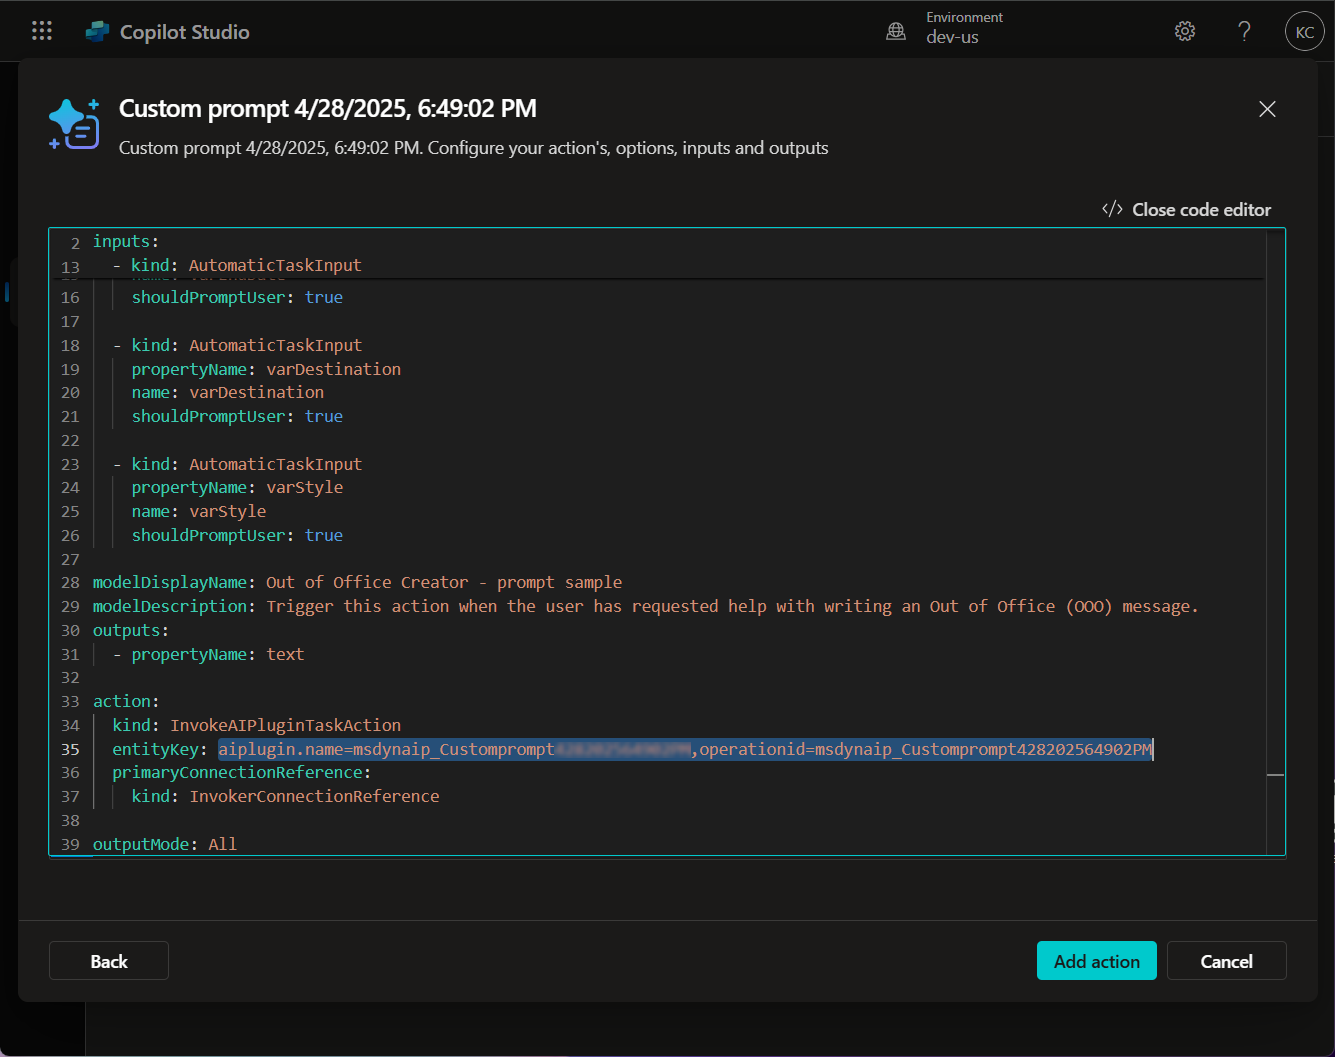 Copilot Studio
Environment
dev-us
?
KC
Custom prompt 4/28/2025, 6:49:02 PM
Custom prompt 4/28/2025, 6:49:02 PM. Configure your action's, options, inputs and outputs
</> Close code editor
2 inputs:
13 - kind: AutomaticTaskInput
16 shouldPromptUser: true
17
18 - kind: AutomaticTaskInput
19 propertyName: varDestination
20 name: varDestination
21 shouldPromptUser: true
22
23 - kind: AutomaticTaskInput
24 propertyName: varStyle
25 name: varStyle
26 shouldPromptUser: true
27
28 modelDisplayName: Out of Office Creator - prompt sample
29 modelDescription: Trigger this action when the user has requested help with writing an Out of Office (OOO) message.
30 outputs:
31 - propertyName: text
32
33 action:
34 kind: InvokeAIPluginTaskAction
35 entityKey: aiplugin.name=msdynaip_Customprompt ,operationid=msdynaip_Customprompt428202564902PM
36 primaryConnectionReference:
37 kind: InvokerConnectionReference
38
39 outputMode: All
Back
Add action
Cancel